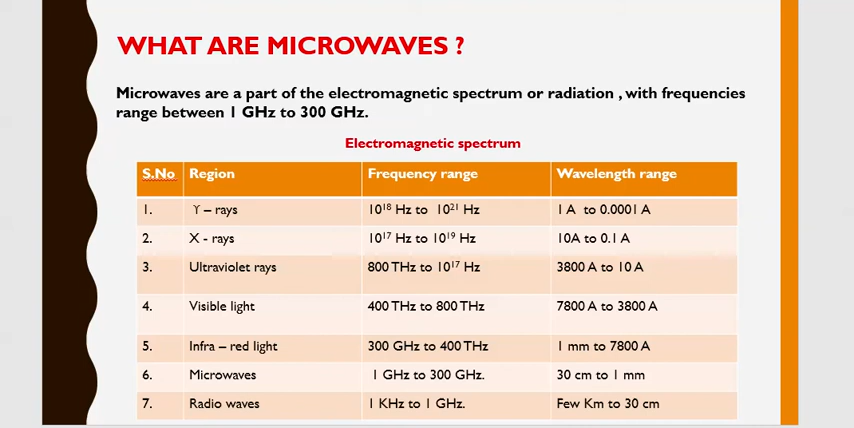 WHAT ARE MICROWAVES ?
Microwaves are a part of the electromagnetic spectrum or radiation , with frequencies
range between 1 GHz to 300 GHz.
Electromagnetic spectrum
S.No Region Frequency range Wavelength range
1. ϒ – rays 10¹⁸ Hz to 10²¹ Hz 1 A to 0.0001 A
2. X - rays 10¹⁷ Hz to 10¹⁹ Hz 10A to 0.1 A
3. Ultraviolet rays 800 THz to 10¹⁷ Hz 3800 A to 10 A
4. Visible light 400 THz to 800 THz 7800 A to 3800 A
5. Infra – red light 300 GHz to 400 THz 1 mm to 7800 A
6. Microwaves 1 GHz to 300 GHz. 30 cm to 1 mm
7. Radio waves 1 KHz to 1 GHz. Few Km to 30 cm